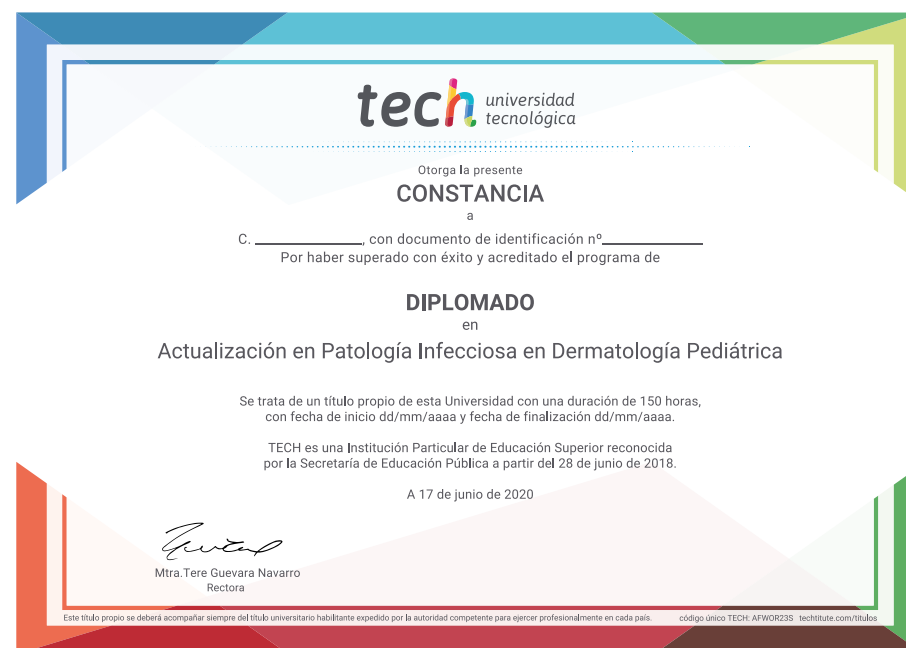 tech universidad
tecnológica
Otorga la presente
CONSTANCIA
a
C. ______________, con documento de identificación nº_____________
Por haber superado con éxito y acreditado el programa de
DIPLOMADO
en
Actualización en Patología Infecciosa en Dermatología Pediátrica
Se trata de un título propio de esta Universidad con una duración de 150 horas,
con fecha de inicio dd/mm/aaaa y fecha de finalización dd/mm/aaaa.
TECH es una Institución Particular de Educación Superior reconocida
por la Secretaría de Educación Pública a partir del 28 de junio de 2018.
A 17 de junio de 2020
Mtra.Tere Guevara Navarro
Rectora
Este título propio se deberá acompañar siempre del título universitario habilitante expedido por la autoridad competente para ejercer profesionalmente en cada país. código único TECH: AFWOR23S techtitute.com/titulos